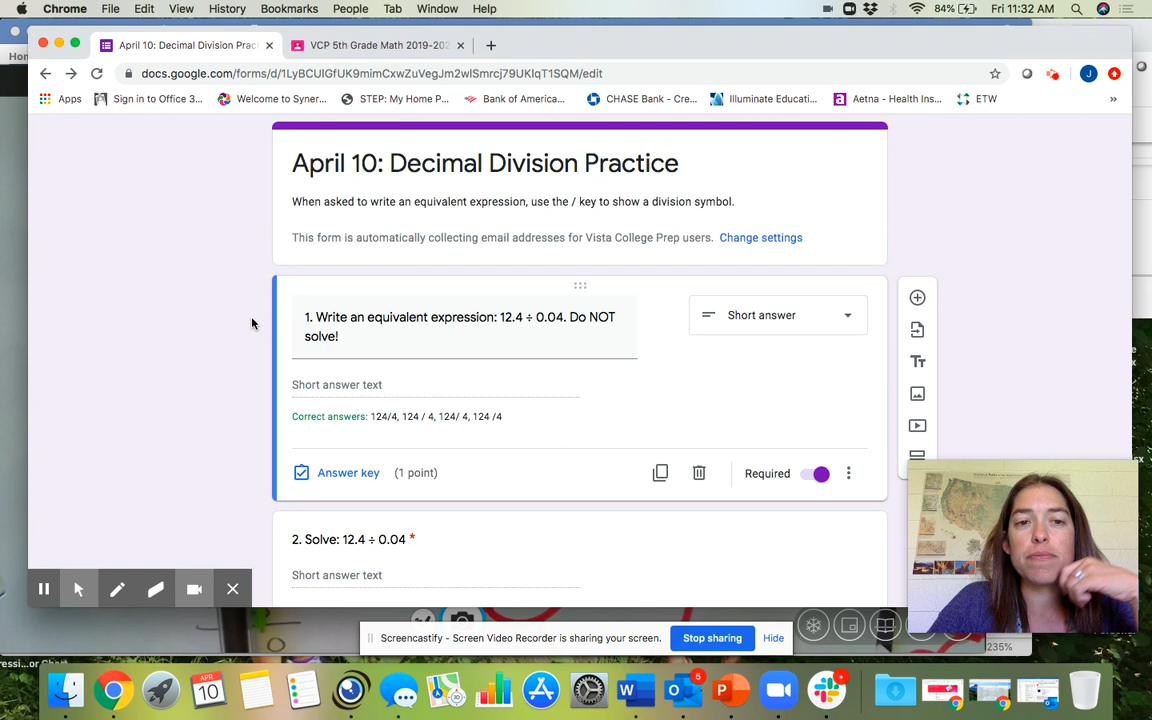 Chrome File Edit View History Bookmarks People Tab Window Help 84% Fri 11:32 AM
April 10: Decimal Division Prac
VCP 5th Grade Math 2019-202
docs.google.com/forms/d/1LyBCUIGfUK9mimCxwZuVegJm2wISmrcj79UKIqT1SQM/edit
J
Apps Sign in to Office 3... Welcome to Syner... STEP: My Home P... Bank of America... CHASE Bank - Cre... Illuminate Educati... Aetna - Health Ins... ETW »
April 10: Decimal Division Practice
When asked to write an equivalent expression, use the / key to show a division symbol.
This form is automatically collecting email addresses for Vista College Prep users. Change settings
1. Write an equivalent expression: 12.4 ÷ 0.04. Do NOT
solve!
Short answer
Short answer text
Correct answers: 124/4, 124 / 4, 124/ 4, 124 /4
Answer key (1 point)
Required
2. Solve: 12.4 ÷ 0.04 *
Short answer text
Screencastify - Screen Video Recorder is sharing your screen. Stop sharing Hide
235%
APR
10
5